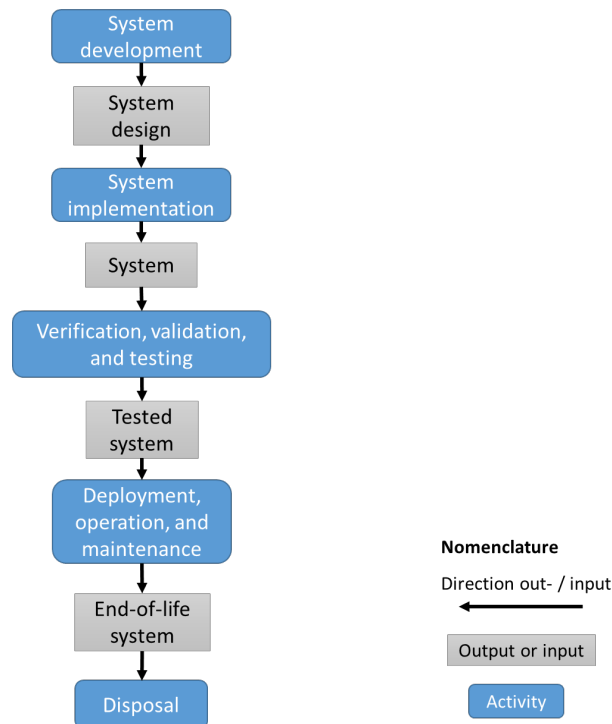 System
development
System
design
System
implementation
System
Verification, validation,
and testing
Tested
system
Deployment,
operation, and
maintenance
End-of-life
system
Disposal
Nomenclature
Direction out- / input
Output or input
Activity